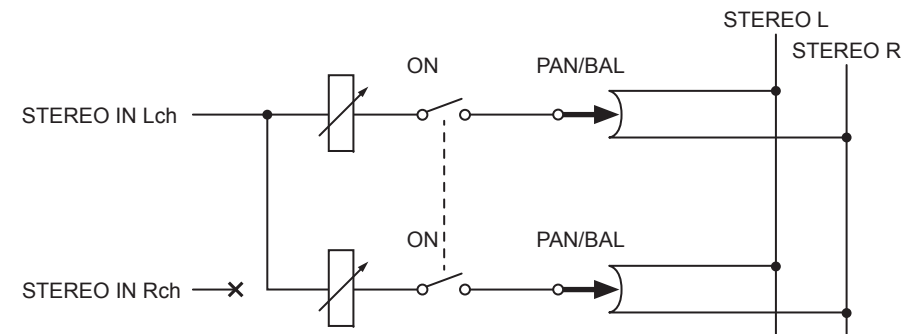 STEREO L
STEREO R
ON
PAN/BAL
STEREO IN Lch
ON
PAN/BAL
STEREO IN Rch